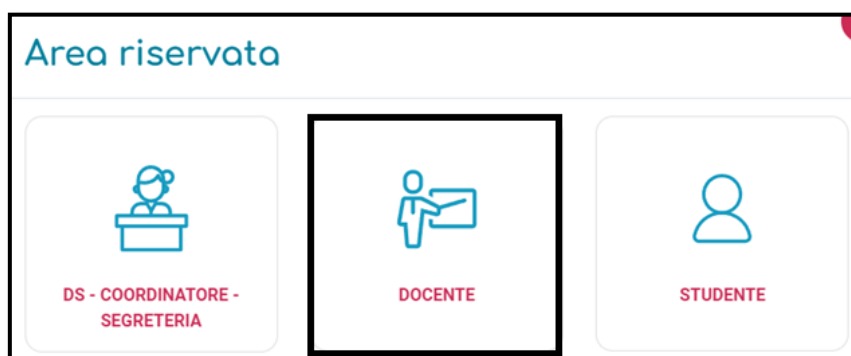 Area riservata
DS - COORDINATORE -
SEGRETERIA
DOCENTE
STUDENTE